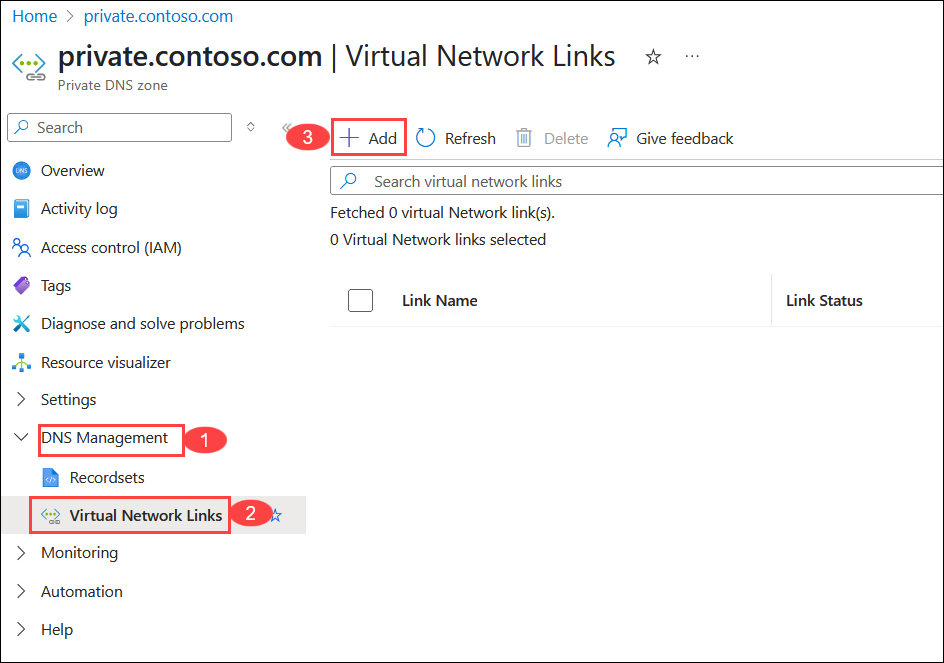 Home > private.contoso.com
private.contoso.com | Virtual Network Links
Private DNS zone
Search
3
Add
Refresh
Delete
Give feedback
Search virtual network links
Fetched 0 virtual Network link(s).
0 Virtual Network links selected
Link Name
Link Status
DNS
Overview
Activity log
Access control (IAM)
Tags
Diagnose and solve problems
Resource visualizer
Settings
DNS Management
1
Recordsets
Virtual Network Links
2
Monitoring
Automation
Help